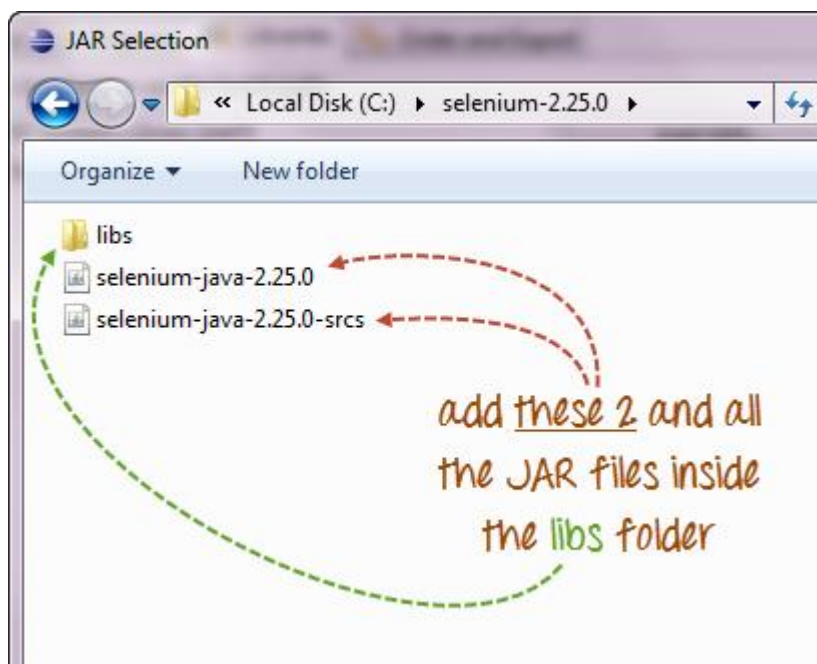 JAR Selection
« Local Disk (C:) selenium-2.25.0
Organize New folder
libs
selenium-java-2.25.0
selenium-java-2.25.0-srcs
add these 2 and all
the JAR files inside
the libs folder